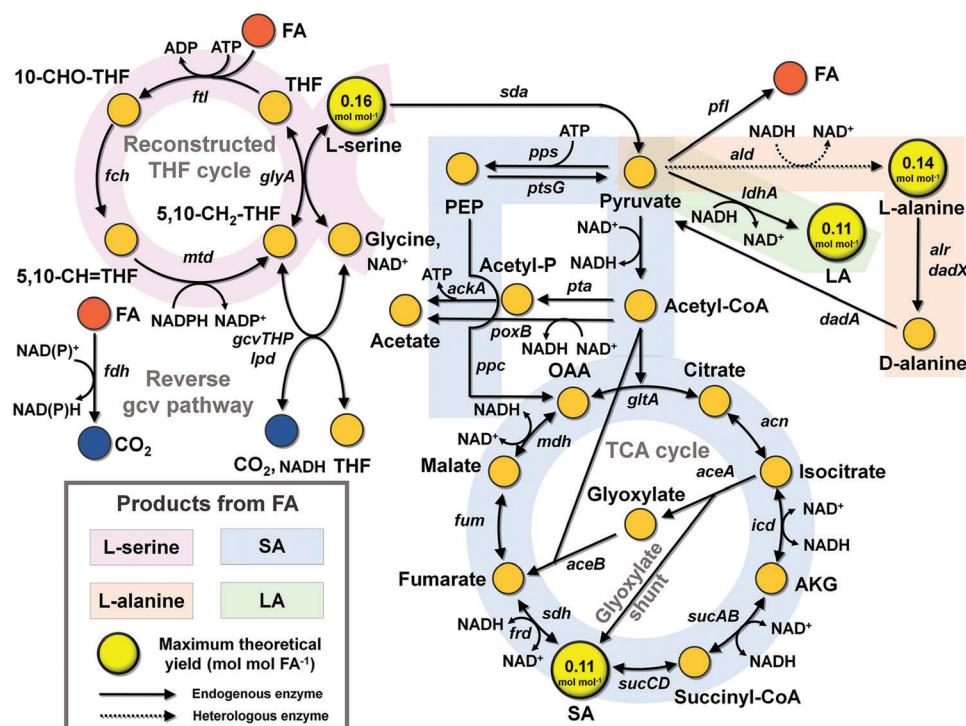 FA
ADP
ATP
10-CHO-THF
THF
ftl
0.16
mol mol⁻¹
L-serine
sda
Reconstructed
THF cycle
fch
glyA
5,10-CH₂-THF
mtd
Glycine,
NAD⁺
5,10-CH=THF
NADPH
NADP⁺
FA
gcvTHP
lpd
NAD(P)⁺
fdh
NAD(P)H
Reverse
gcv pathway
CO₂
CO₂, NADH
THF
FA
pfl
NADH
NAD⁺
ald
0.14
mol mol⁻¹
L-alanine
ATP
pps
ptsG
PEP
Pyruvate
ldhA
NADH
NAD⁺
0.11
mol mol⁻¹
LA
alr
dadX
dadA
D-alanine
NAD⁺
NADH
Acetyl-P
ATP
ackA
pta
Acetyl-CoA
Acetate
poxB
NADH
NAD⁺
ppc
OAA
gltA
Citrate
acn
NADH
NAD⁺
mdh
Malate
TCA cycle
aceA
Isocitrate
Glyoxylate
fum
icd
NAD⁺
NADH
Fumarate
aceB
Glyoxylate
shunt
AKG
sdh
frd
NADH
NAD⁺
sucAB
NAD⁺
NADH
0.11
mol mol⁻¹
SA
sucCD
Succinyl-CoA
Products from FA
L-serine
SA
L-alanine
LA
Maximum theoretical
yield (mol mol FA⁻¹)
Endogenous enzyme
Heterologous enzyme